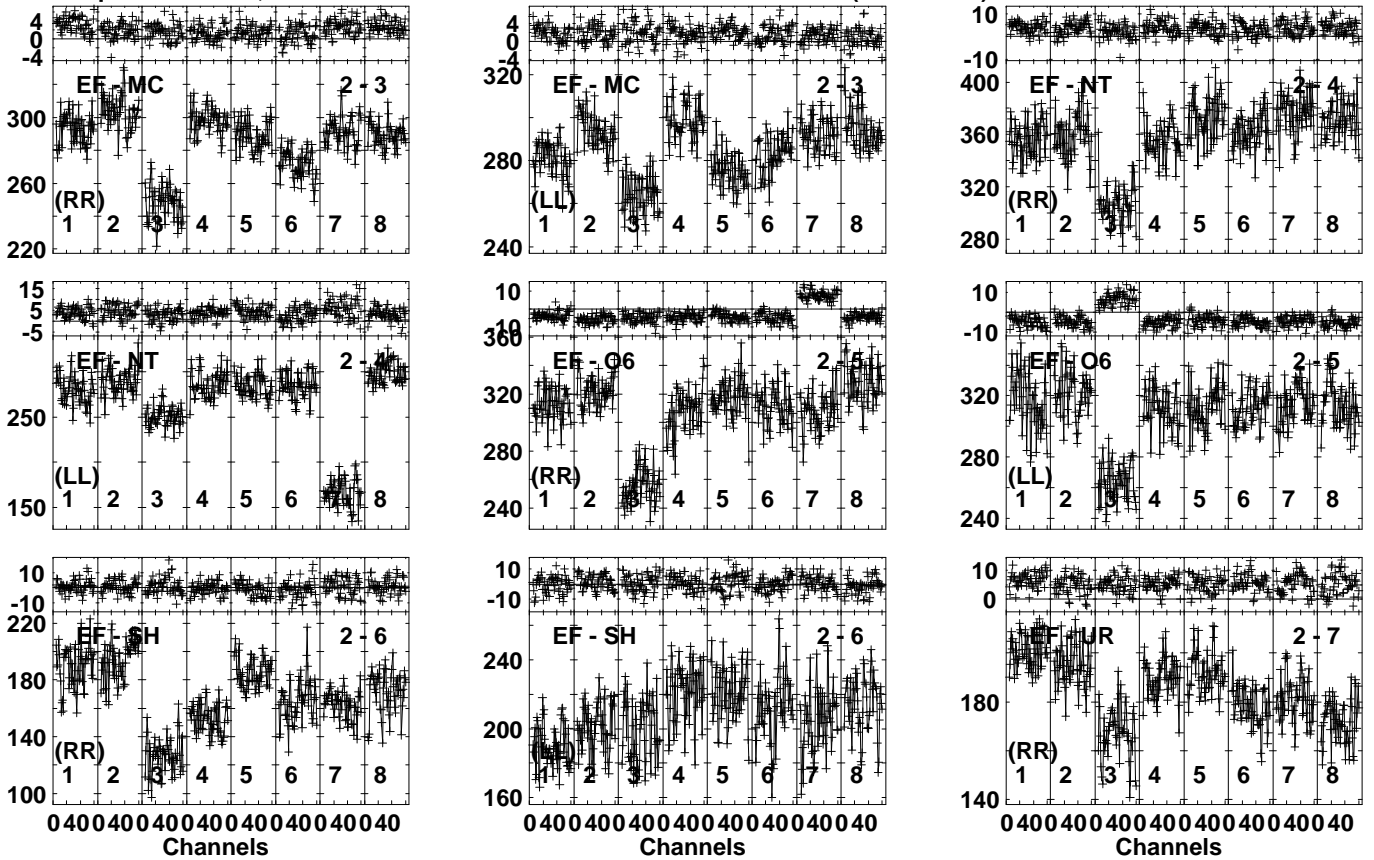 4 0 -4
EF - MC 2 - 3
300 260 220
(RR)
1 2 3 4 5 6 7 8
4 0 -4
EF - MC 2 - 3
320 280 240
(LL)
1 2 3 4 5 6 7 8
10 -10
EF - NT 2 - 4
400 360 320 280
(RR)
1 2 3 4 5 6 7 8
15 5 -5
EF - NT 2 - 4
250 150
(LL)
1 2 3 4 5 6 7 8
10 -10
EF - O6 2 - 5
360 320 280 240
(RR)
1 2 3 4 5 6 7 8
10 -10
EF - O6 2 - 5
320 280 240
(LL)
1 2 3 4 5 6 7 8
10 -10
EF - SH 2 - 6
220 180 140 100
(RR)
1 2 3 4 5 6 7 8
0 40 0 40 0 40 0 40 0 40 0 40 0 40 0 40
Channels
10 -10
EF - SH 2 - 6
240 200 160
(LL)
1 2 3 4 5 6 7 8
0 40 0 40 0 40 0 40 0 40 0 40 0 40 0 40
Channels
10 0
EF - UR 2 - 7
180 140
(RR)
1 2 3 4 5 6 7 8
0 40 0 40 0 40 0 40 0 40 0 40 0 40 0 40
Channels